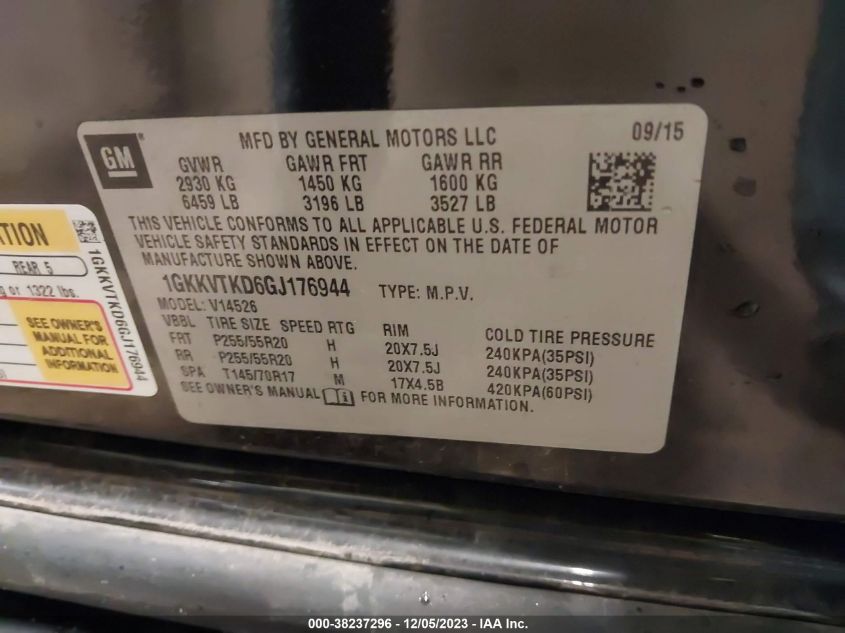 GM®
MFD BY GENERAL MOTORS LLC 09/15
GVWR GAWR FRT GAWR RR
2930 KG 1450 KG 1600 KG
6459 LB 3196 LB 3527 LB
THIS VEHICLE CONFORMS TO ALL APPLICABLE U.S. FEDERAL MOTOR
VEHICLE SAFETY STANDARDS IN EFFECT ON THE DATE OF
MANUFACTURE SHOWN ABOVE.
1GKKVTKD6GJ176944 TYPE: M.P.V.
MODEL: V14526
VBBL TIRE SIZE SPEED RTG RIM COLD TIRE PRESSURE
FRT P255/55R20 H 20X7.5J 240KPA(35PSI)
RR P255/55R20 H 20X7.5J 240KPA(35PSI)
SPA T145/70R17 M 17X4.5B 420KPA(60PSI)
SEE OWNER'S MANUAL FOR MORE INFORMATION.
REAR 5
or 1322 lbs.
SEE OWNER'S
MANUAL FOR
ADDITIONAL
INFORMATION
1GKKVTKD6GJ176944
000-38237296 - 12/05/2023 - IAA Inc.